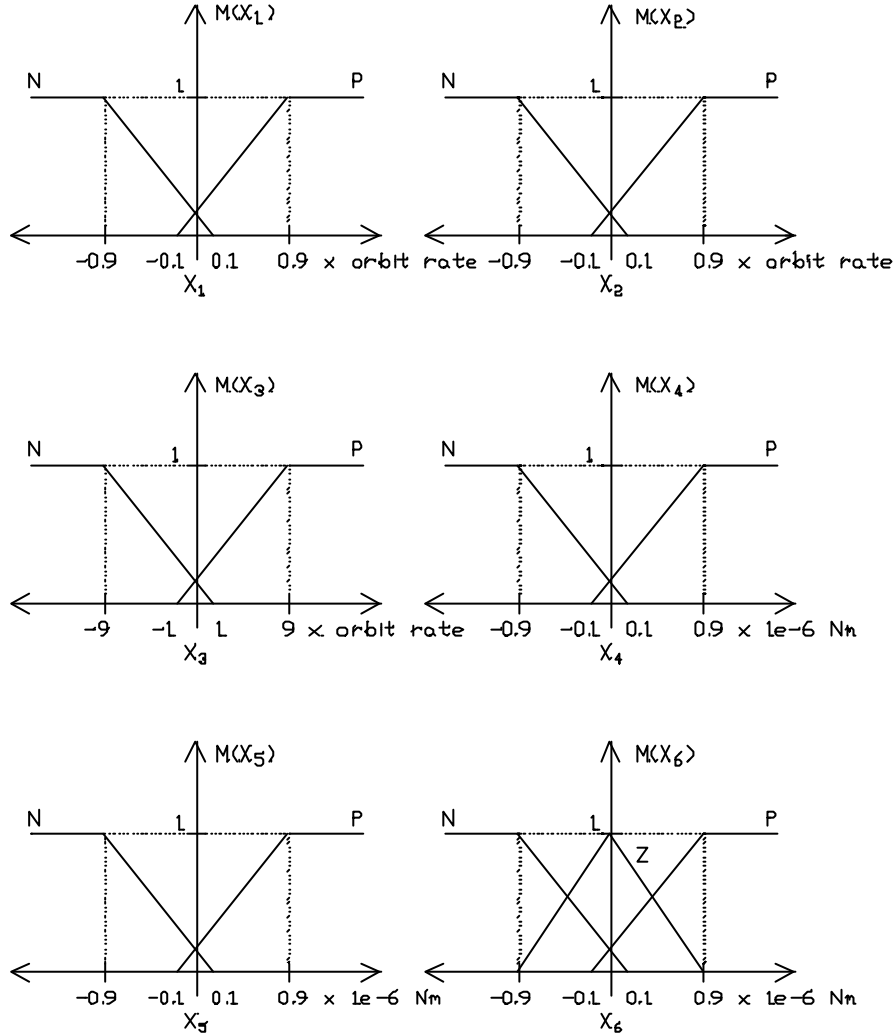 M(X1) M(X2)
N 1 P N 1 P
-0.9 -0.1 0.1 0.9 x orbit rate -0.9 -0.1 0.1 0.9 x orbit rate
X1 X2
M(X3) M(X4)
N 1 P N 1 P
-9 -1 1 9 x orbit rate -0.9 -0.1 0.1 0.9 x 1e-6 Nm
X3 X4
M(X5) M(X6)
N 1 P N 1 P
Z
-0.9 -0.1 0.1 0.9 x 1e-6 Nm -0.9 -0.1 0.1 0.9 x 1e-6 Nm
X5 X6